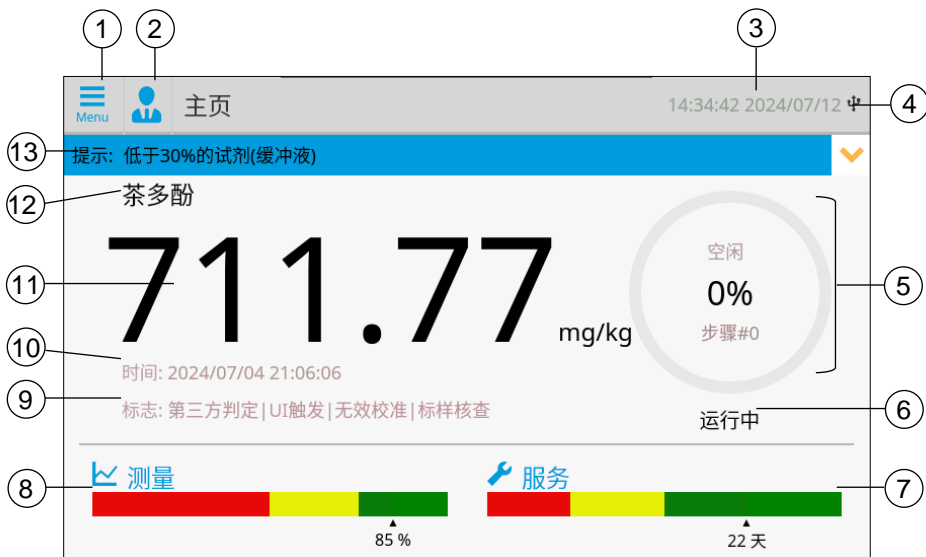 1 2 3
Menu 主页 14:34:42 2024/07/12 4
13 提示: 低于30%的试剂(缓冲液)
12 茶多酚
11 711.77 mg/kg
空闲
0% 5
步骤#0
10 时间: 2024/07/04 21:06:06
9 标志: 第三方判定|UI触发|无效校准|标样核查
运行中 6
8 测量 服务 7
85 % 22 天